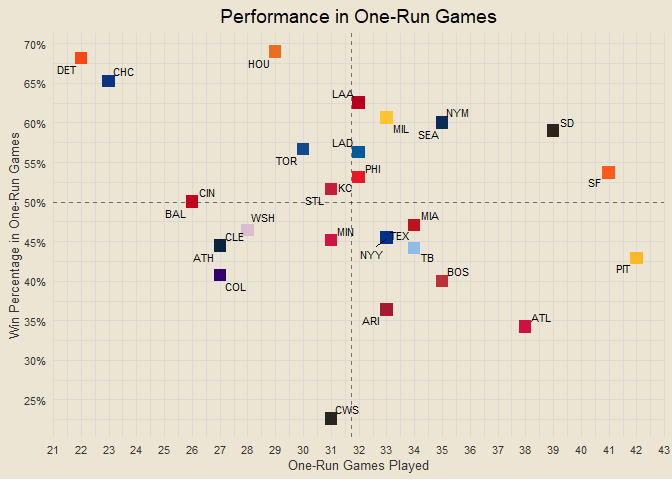 Performance in One-Run Games
Win Percentage in One-Run Games
70%
65%
60%
55%
50%
45%
40%
35%
30%
25%
DET
CHC
HOU
LAA
MIL
NYM
SEA
SD
TOR
LAD
PHI
SF
STL
KC
CIN
BAL
WSH
MIN
MIA
TEX
NYY
TB
CLE
ATH
COL
BOS
PIT
ARI
ATL
CWS
21 22 23 24 25 26 27 28 29 30 31 32 33 34 35 36 37 38 39 40 41 42 43
One-Run Games Played